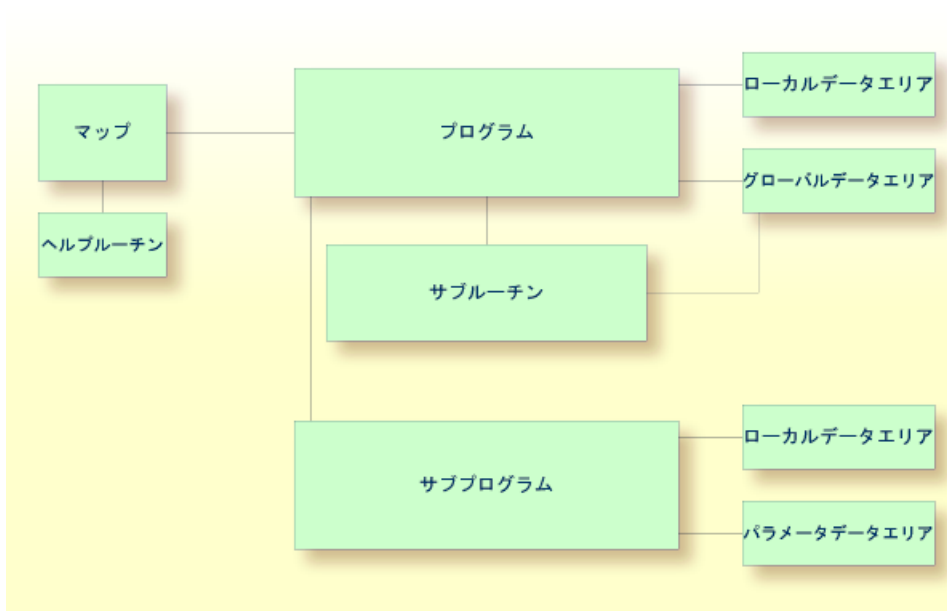 ローカルデータエリア
マップ
プログラム
グローバルデータエリア
ヘルプルーチン
サブルーチン
ローカルデータエリア
サブプログラム
パラメータデータエリア